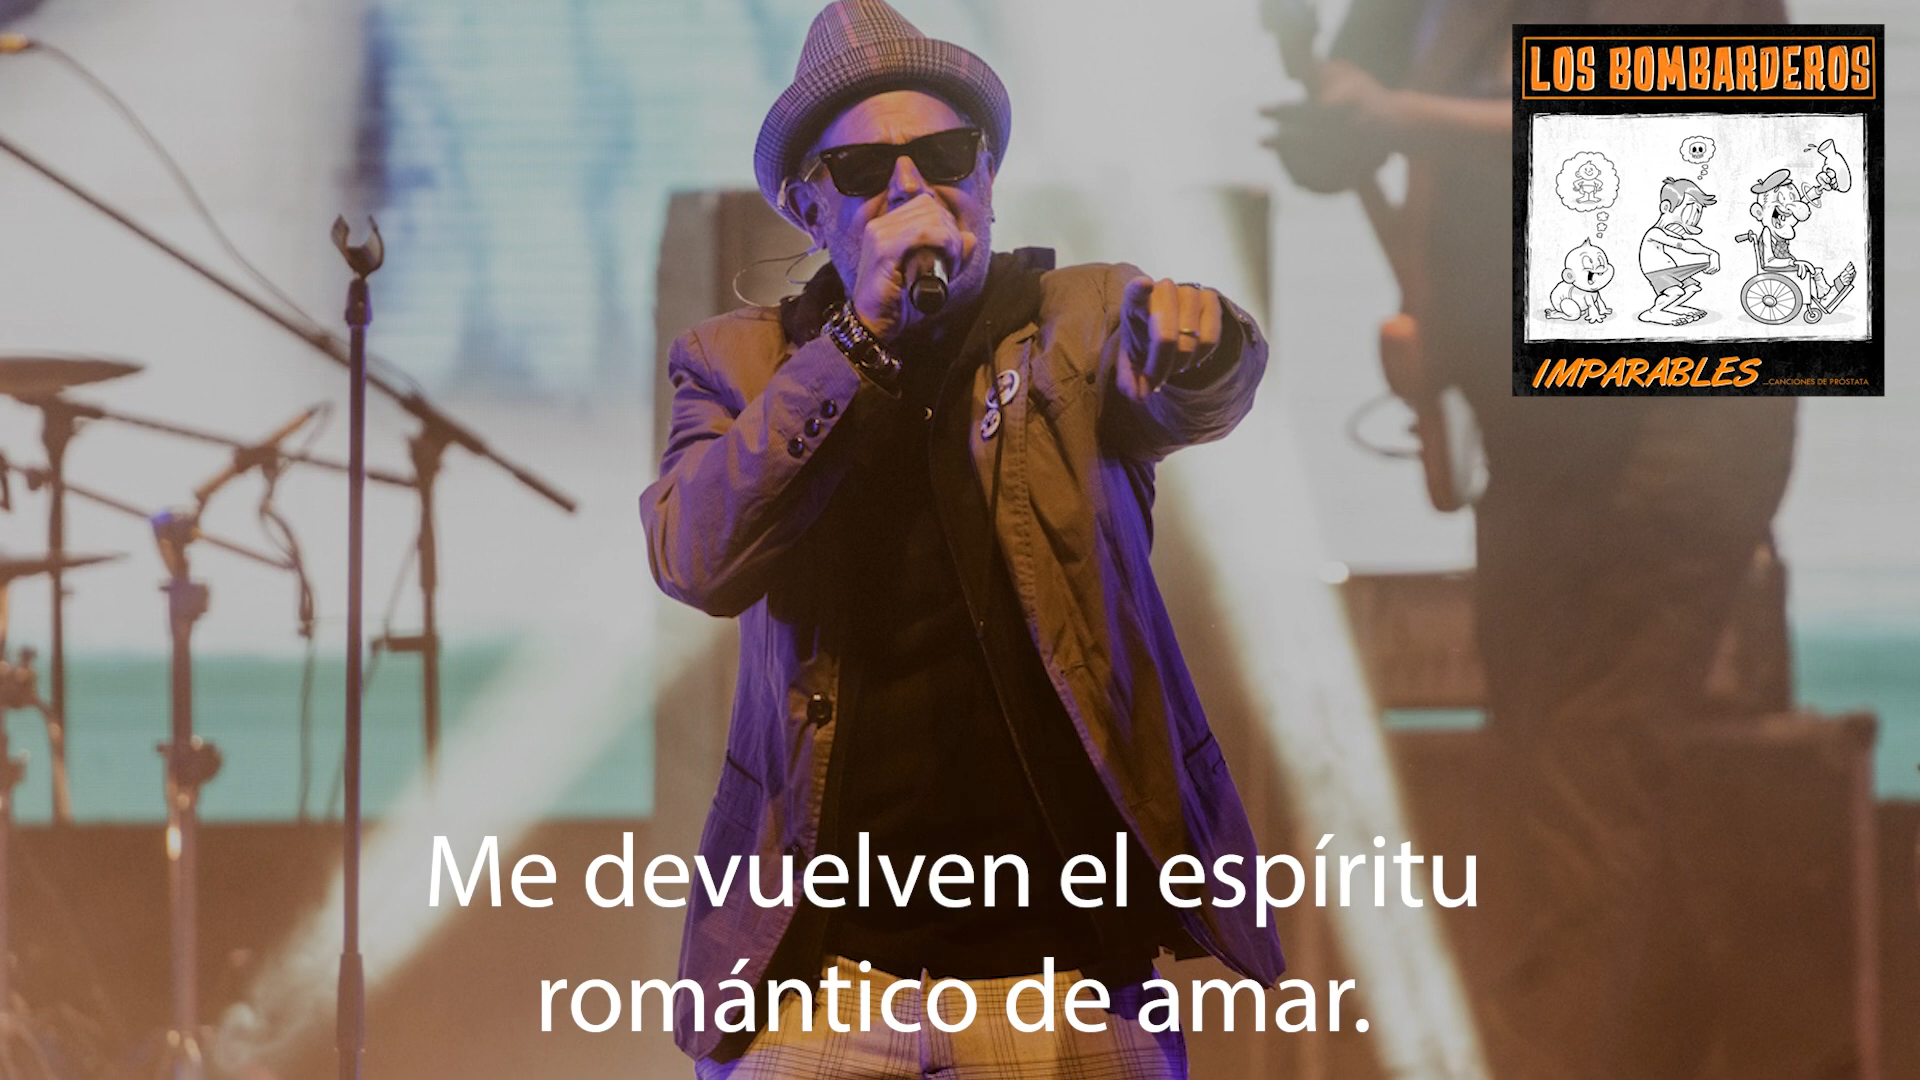 LOS BOMBARDEROS
IMPARABLES
...CANCIONES DE PRÓSTATA
Me devuelven el espíritu
romántico de amar.